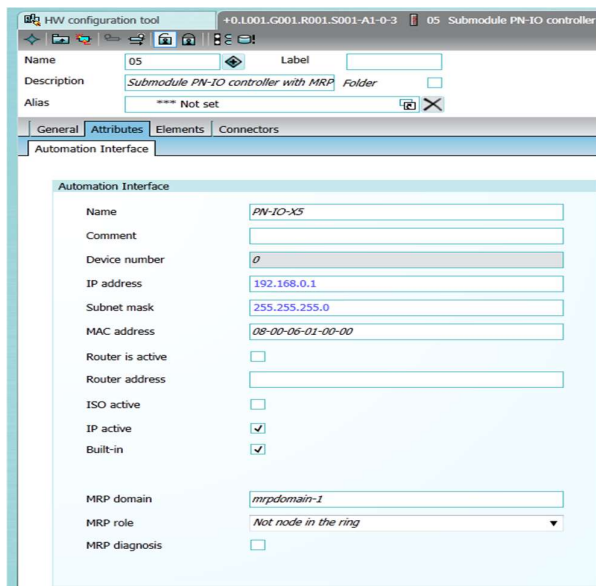 HW configuration tool
+0.L001.G001.R001.S001-A1-0-3 05 Submodule PN-IO controller
Name 05 Label
Description Submodule PN-IO controller with MRP Folder
Alias *** Not set
General Attributes Elements Connectors
Automation Interface
Automation Interface
Name PN-IO-X5
Comment
Device number 0
IP address 192.168.0.1
Subnet mask 255.255.255.0
MAC address 08-00-06-01-00-00
Router is active
Router address
ISO active
IP active
Built-in
MRP domain mrpdomain-1
MRP role Not node in the ring
MRP diagnosis